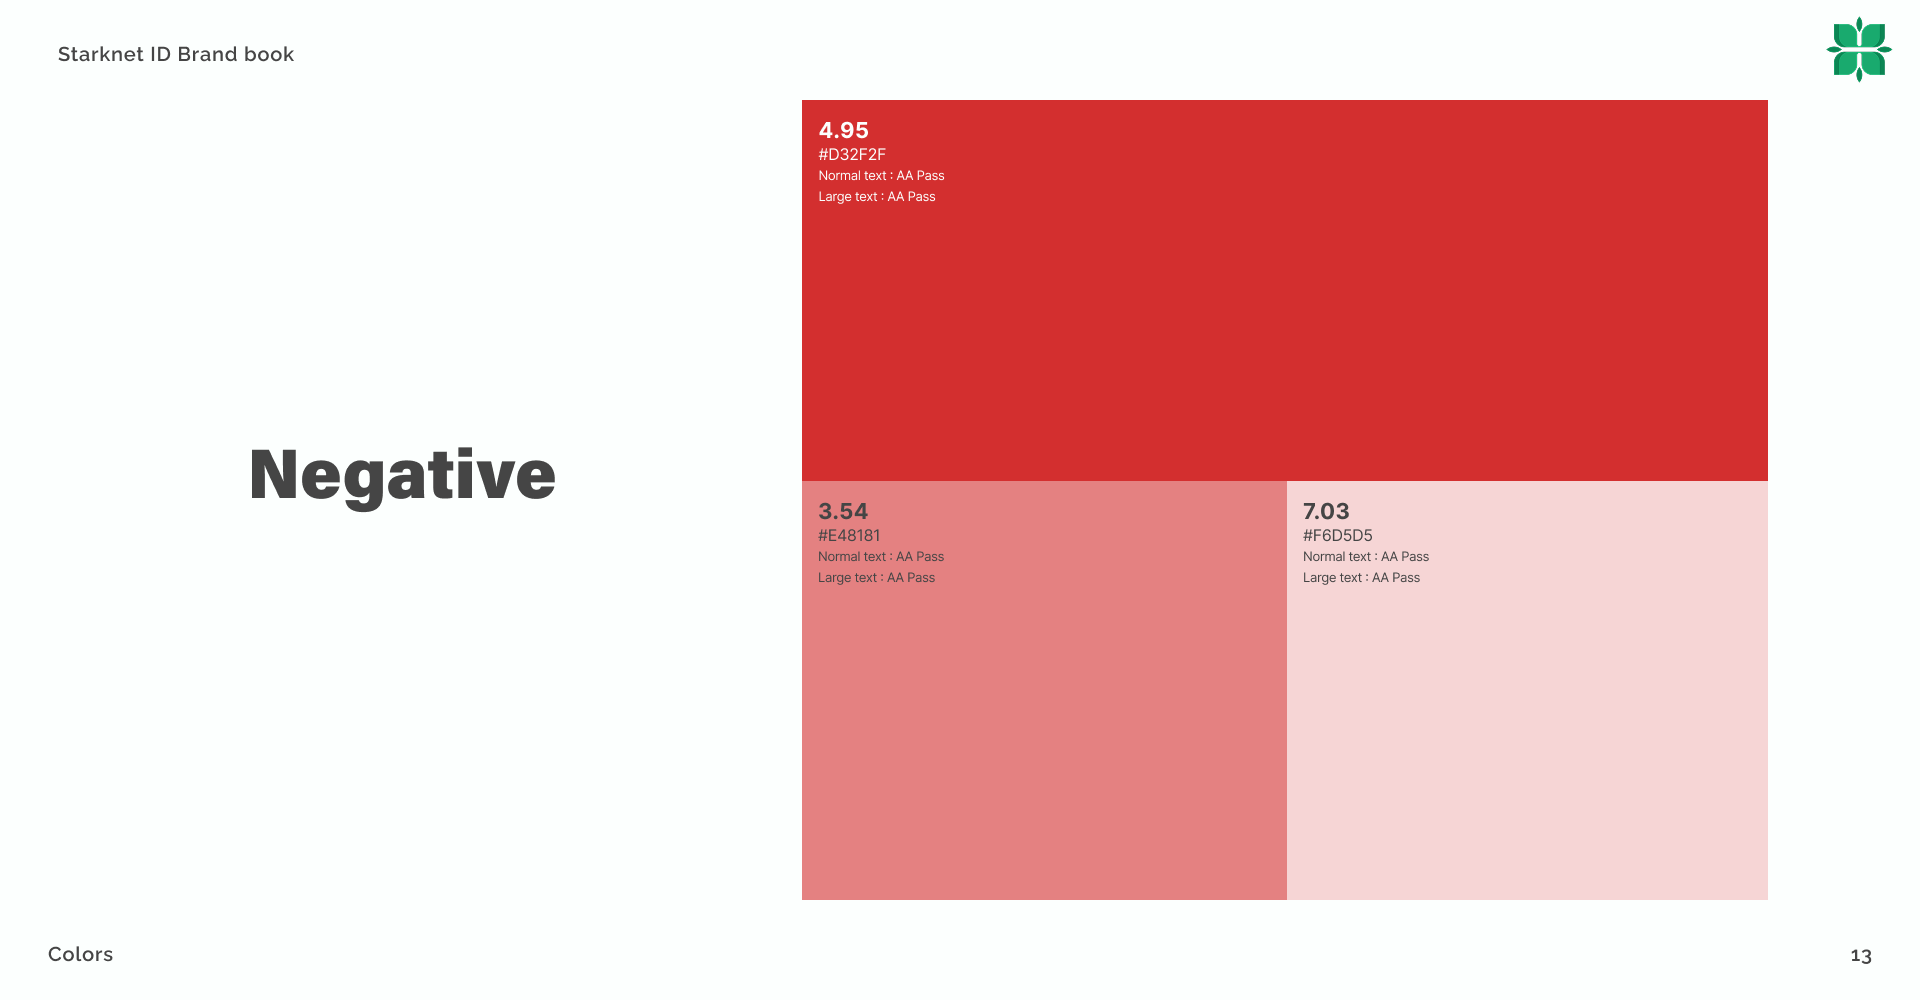 Starknet ID Brand book
Negative
4.95
#D32F2F
Normal text : AA Pass
Large text : AA Pass
3.54
#E48181
Normal text : AA Pass
Large text : AA Pass
7.03
#F6D5D5
Normal text : AA Pass
Large text : AA Pass
Colors
13